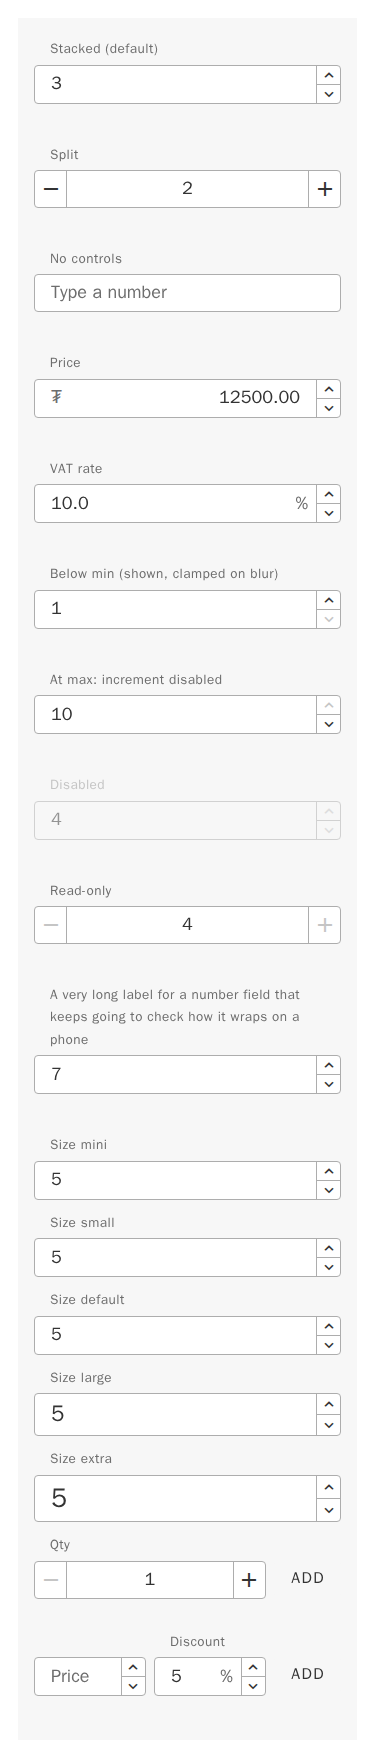 Stacked (default)
3
Split
− 2 +
No controls
Type a number
Price
₮ 12500.00
VAT rate
10.0 %
Below min (shown, clamped on blur)
1
At max: increment disabled
10
Disabled
4
Read-only
− 4 +
A very long label for a number field that
keeps going to check how it wraps on a
phone
7
Size mini
5
Size small
5
Size default
5
Size large
5
Size extra
5
Qty
− 1 + ADD
Discount
Price 5 % ADD